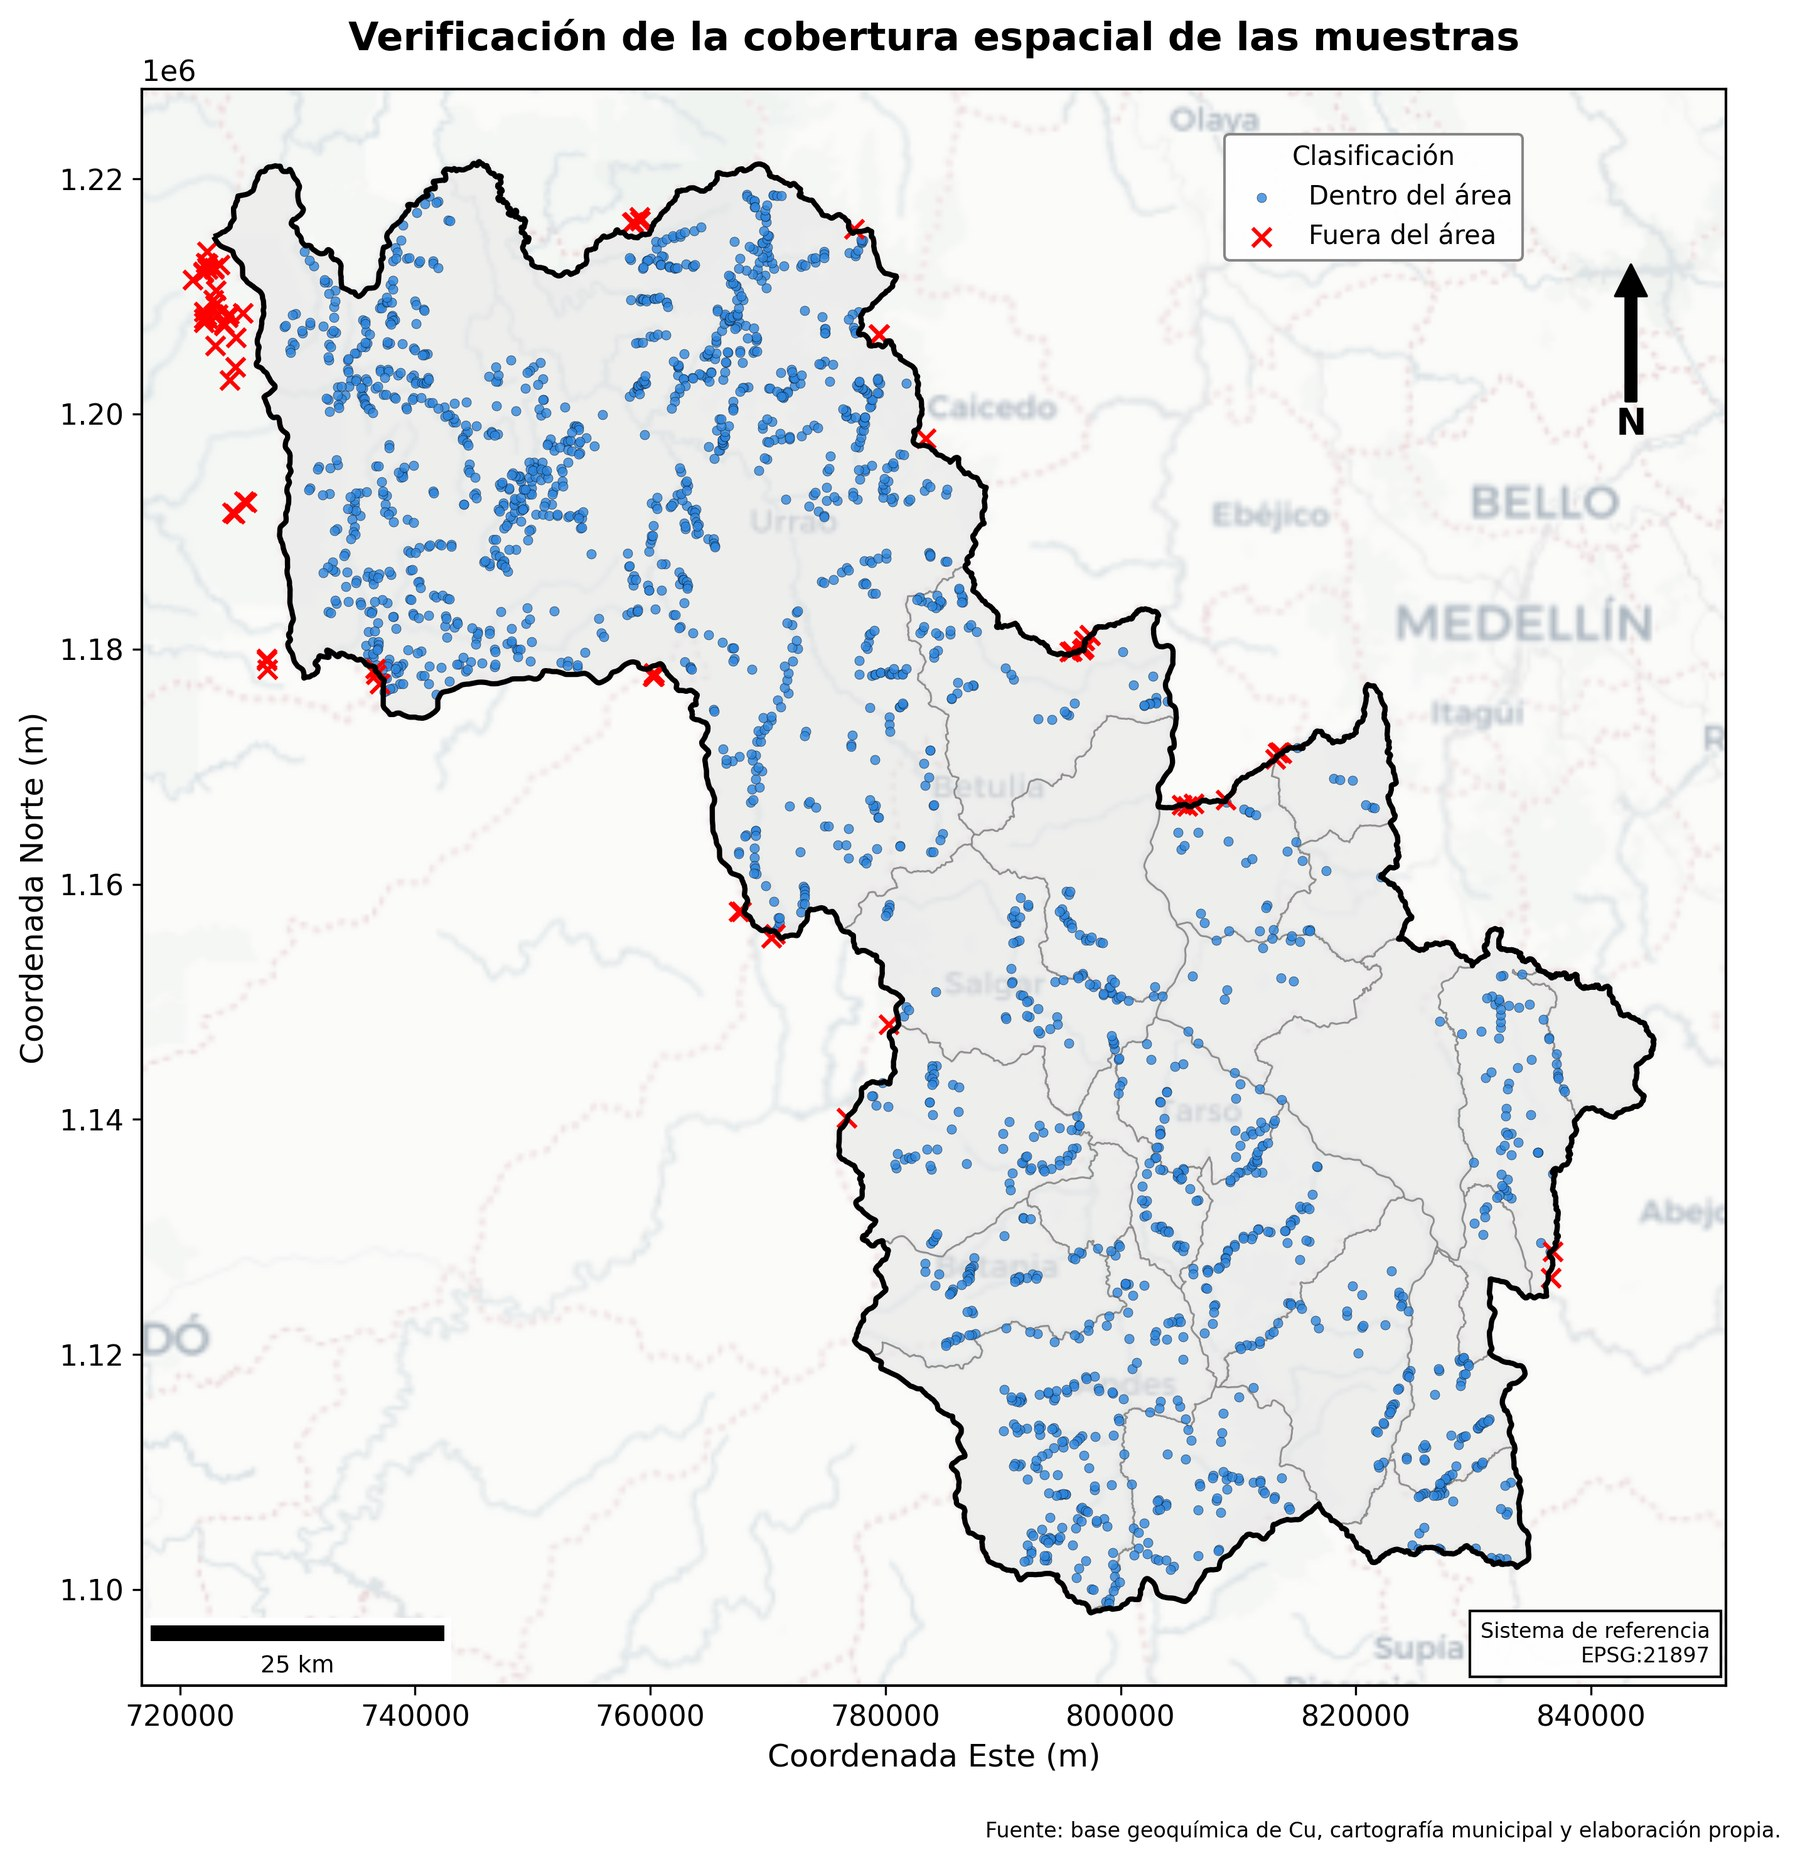 Verificación de la cobertura espacial de las muestras
1e6
Olaya
Clasificación
Dentro del área
Fuera del área
1.22
N
1.20
Caicedo
BELLO
Ebéjico
Urrao
MEDELLÍN
1.18
Itagüí
R
Betulia
1.16
Salgar
Coordenada Norte (m)
1.14
Tarso
Abejo
Betania
DÓ
1.12
Andes
1.10
25 km
Supía
Sistema de referencia
EPSG:21897
720000 740000 760000 780000 800000 820000 840000
Coordenada Este (m)
Fuente: base geoquímica de Cu, cartografía municipal y elaboración propia.